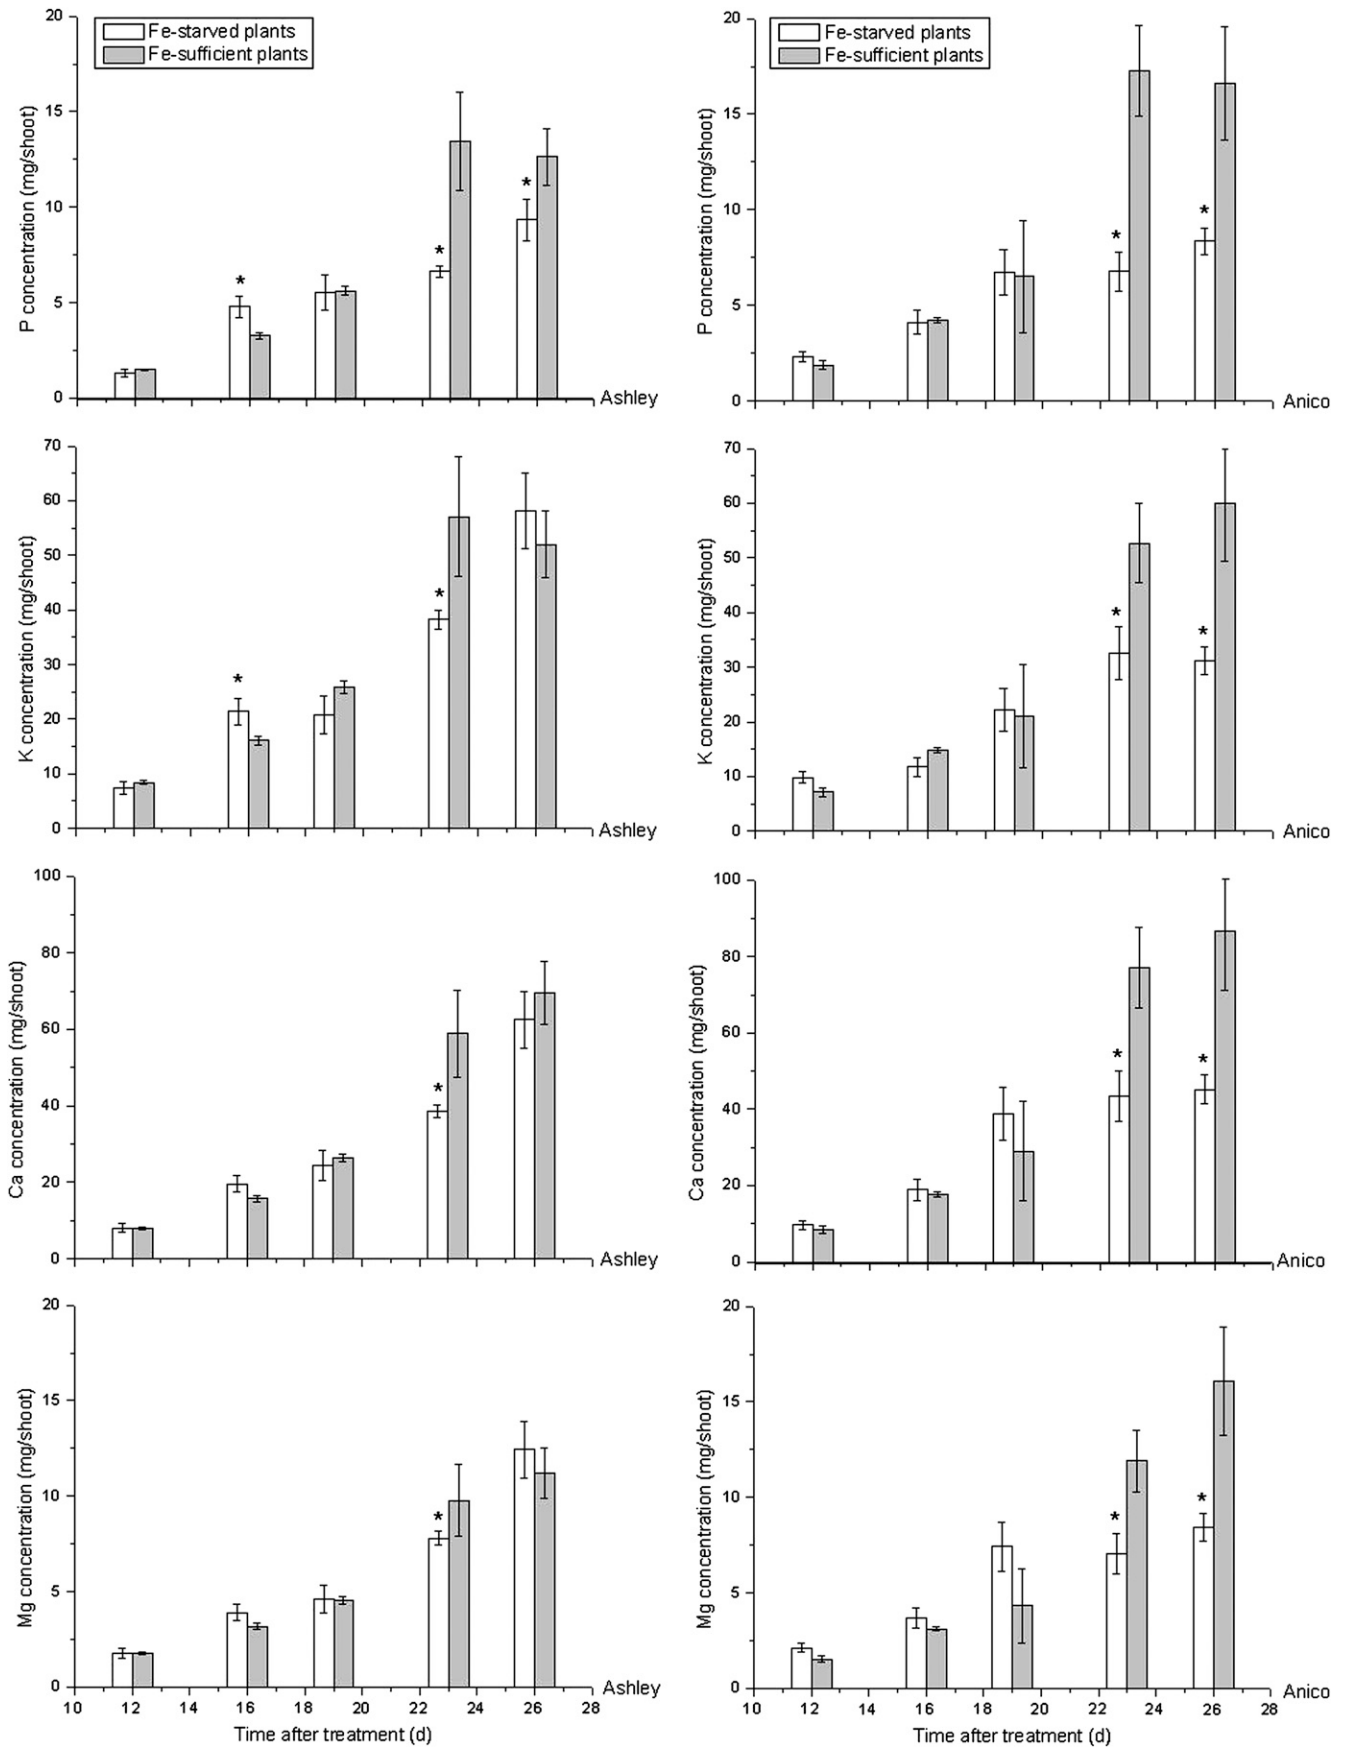 Fe-starved plants
Fe-sufficient plants
20
15
10
5
0
P concentration (mg/shoot)
*
*
*
Ashley
Fe-starved plants
Fe-sufficient plants
20
15
10
5
0
P concentration (mg/shoot)
*
*
Anico
70
60
50
40
30
20
10
0
K concentration (mg/shoot)
*
*
Ashley
70
60
50
40
30
20
10
0
K concentration (mg/shoot)
*
*
Anico
100
80
60
40
20
0
Ca concentration (mg/shoot)
*
Ashley
100
80
60
40
20
0
Ca concentration (mg/shoot)
*
*
Anico
20
15
10
5
0
Mg concentration (mg/shoot)
*
Ashley
10 12 14 16 18 20 22 24 26 28
Time after treatment (d)
20
15
10
5
0
Mg concentration (mg/shoot)
*
*
Anico
10 12 14 16 18 20 22 24 26 28
Time after treatment (d)